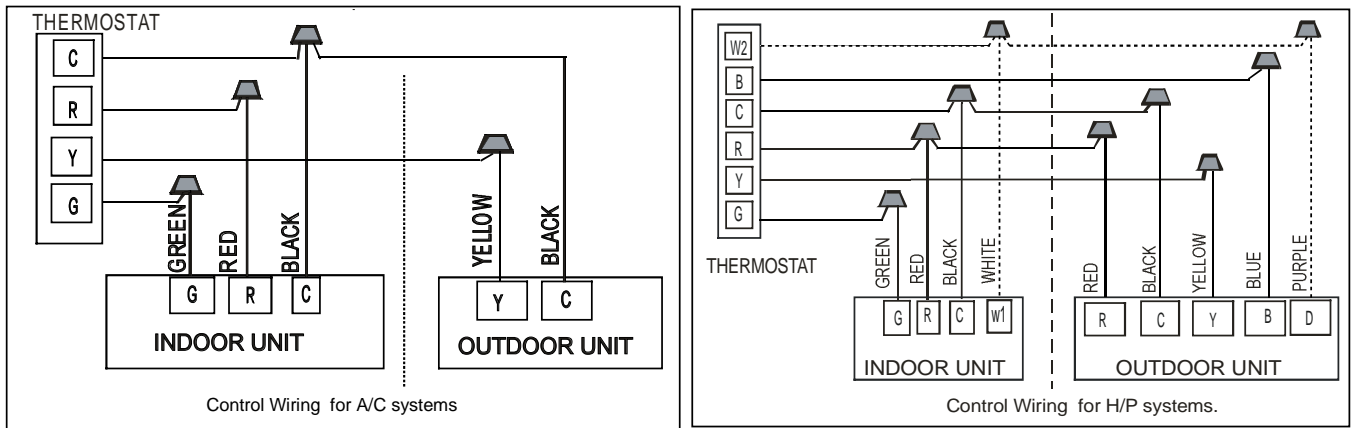 THERMOSTAT
C
R
Y
G
GREEN
RED
BLACK
YELLOW
BLACK
G R C
Y C
INDOOR UNIT
OUTDOOR UNIT
Control Wiring for A/C systems
W2
B
C
R
Y
G
THERMOSTAT
GREEN
RED
BLACK
WHITE
RED
BLACK
YELLOW
BLUE
PURPLE
G R C W1
R C Y B D
INDOOR UNIT
OUTDOOR UNIT
Control Wiring for H/P systems.